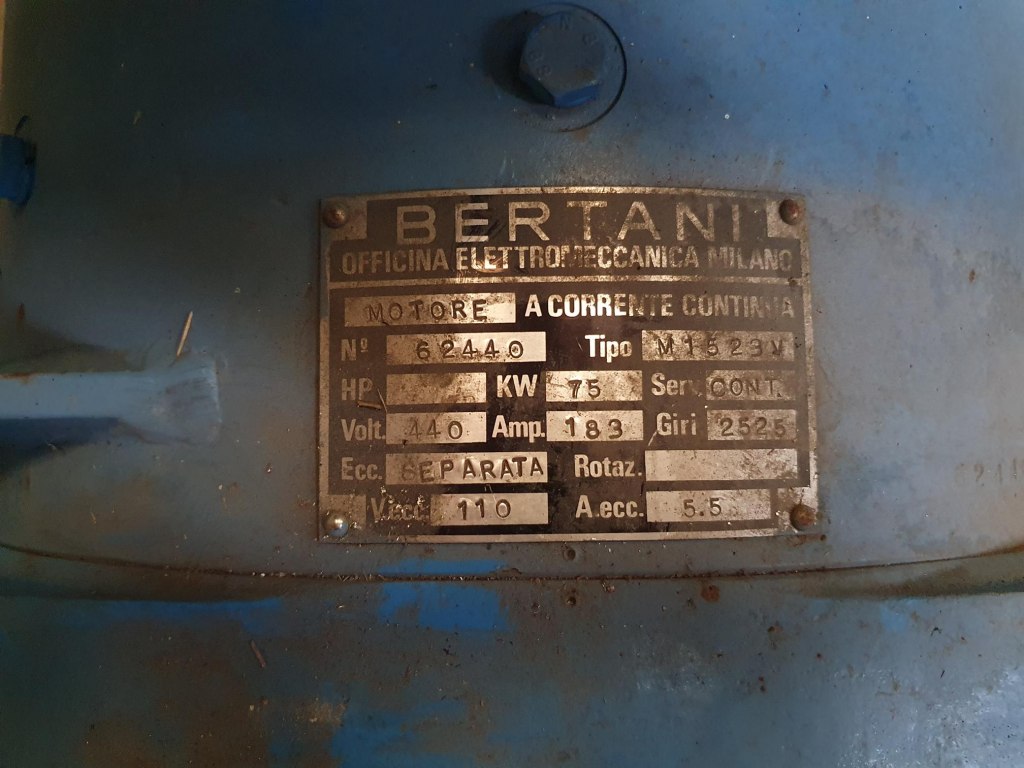 BERTANI
OFFICINA ELETTROMECCANICA MILANO
MOTORE A CORRENTE CONTINUA
Nº 62440 Tipo
HP. KW 75 Serv. CONT.
Volt. 440 Amp. 183 Giri 2525
Ecc. SEPARATA Rotaz.
V.ecc. 110 A.ecc. 5.5